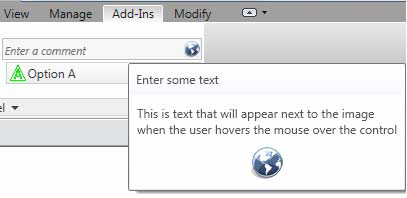 View Manage Add-Ins Modify
Enter a comment
Option A
Enter some text
This is text that will appear next to the image
when the user hovers the mouse over the control